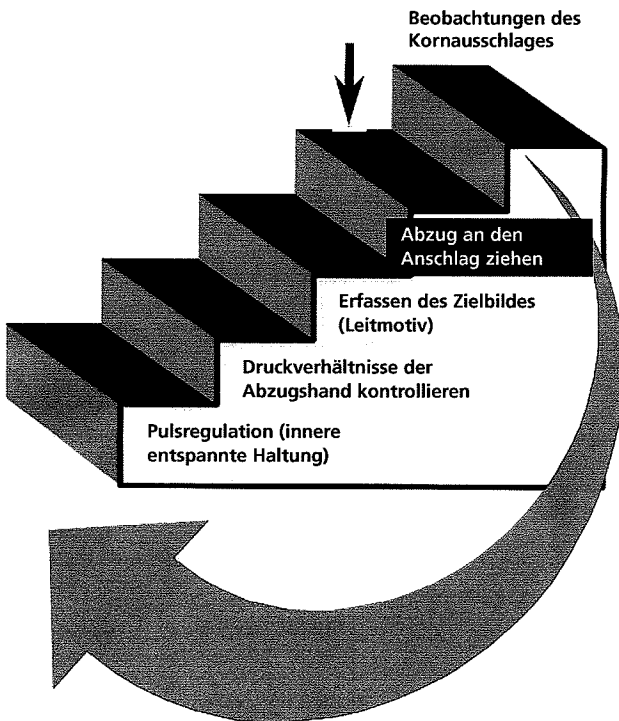 Beobachtungen des
Kornausschlages
Abzug an den
Anschlag ziehen
Erfassen des Zielbildes
(Leitmotiv)
Druckverhältnisse der
Abzugshand kontrollieren
Pulsregulation (innere
entspannte Haltung)